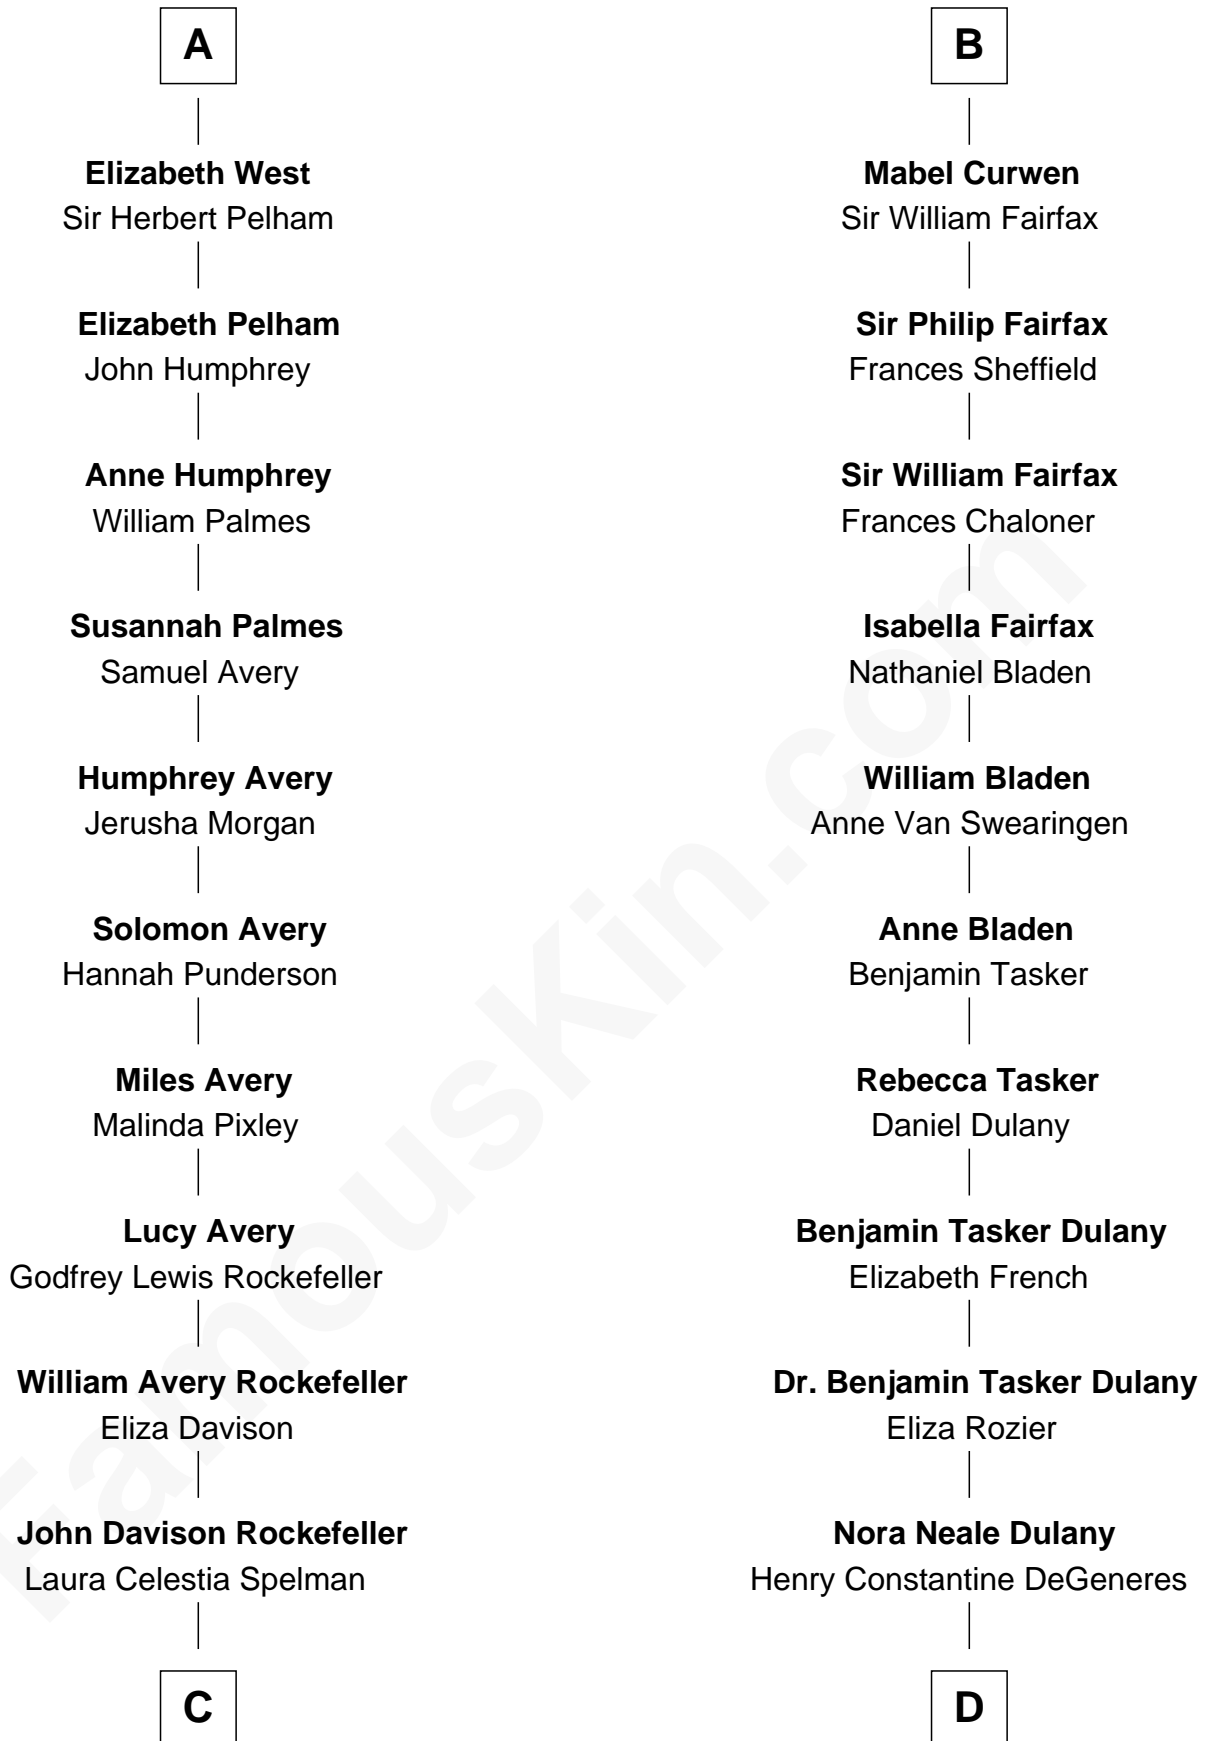 A
Elizabeth West
Sir Herbert Pelham
Elizabeth Pelham
John Humphrey
Anne Humphrey
William Palmes
Susannah Palmes
Samuel Avery
Humphrey Avery
Jerusha Morgan
Solomon Avery
Hannah Punderson
Miles Avery
Malinda Pixley
Lucy Avery
Godfrey Lewis Rockefeller
William Avery Rockefeller
Eliza Davison
John Davison Rockefeller
Laura Celestia Spelman
C
B
Mabel Curwen
Sir William Fairfax
Sir Philip Fairfax
Frances Sheffield
Sir William Fairfax
Frances Chaloner
Isabella Fairfax
Nathaniel Bladen
William Bladen
Anne Van Swearingen
Anne Bladen
Benjamin Tasker
Rebecca Tasker
Daniel Dulany
Benjamin Tasker Dulany
Elizabeth French
Dr. Benjamin Tasker Dulany
Eliza Rozier
Nora Neale Dulany
Henry Constantine DeGeneres
D
FamousKin.com